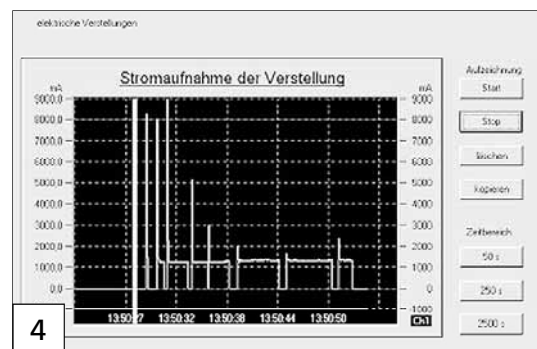 elektrische Verstellungen
Stromaufnahme der Verstellung
mA
9000.0
8000.0
7000.0
6000.0
5000.0
4000.0
3000.0
2000.0
1000.0
0.0
mA
9000
8000
7000
6000
5000
4000
3000
2000
1000
0
-1000
13:50:27 13:50:32 13:50:38 13:50:44 13:50:50
Ch1
Aufzeichnung
Start
Stop
löschen
kopieren
Zeitbereich
50 s
250 s
2500 s
4